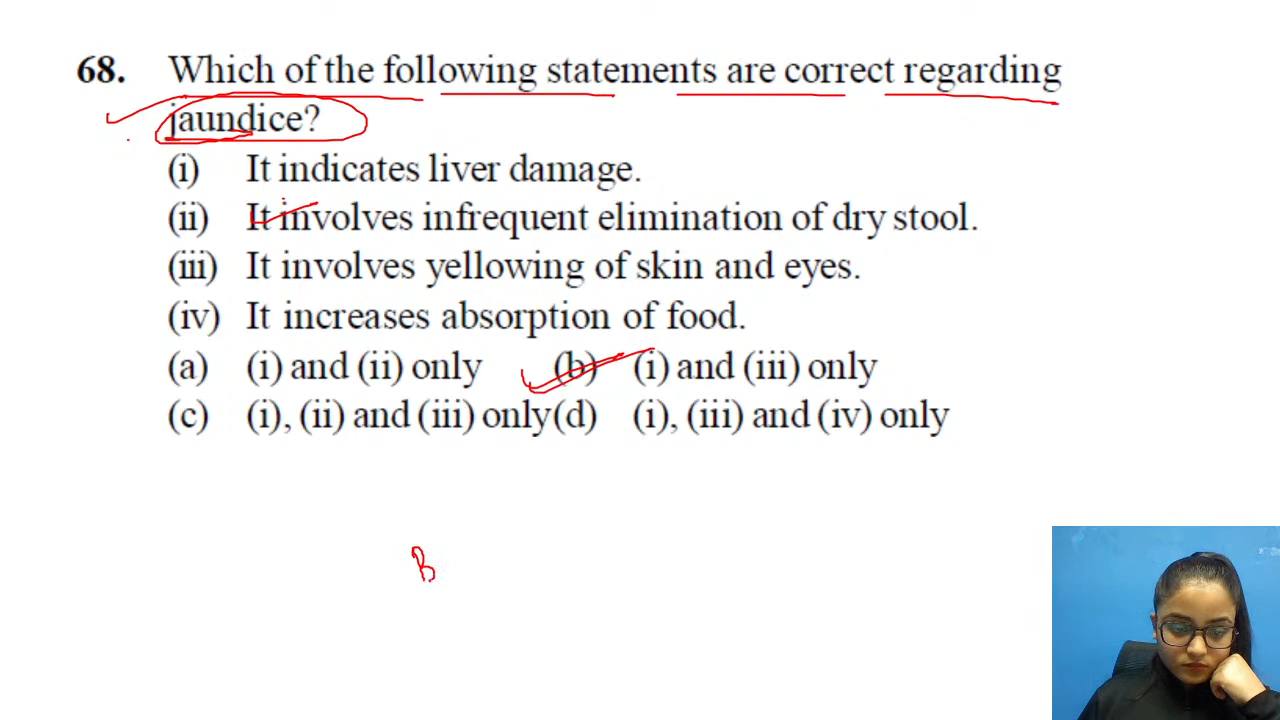 68. Which of the following statements are correct regarding
jaundice?
(i) It indicates liver damage.
(ii) It involves infrequent elimination of dry stool.
(iii) It involves yellowing of skin and eyes.
(iv) It increases absorption of food.
(a) (i) and (ii) only (b) (i) and (iii) only
(c) (i), (ii) and (iii) only (d) (i), (iii) and (iv) only
B